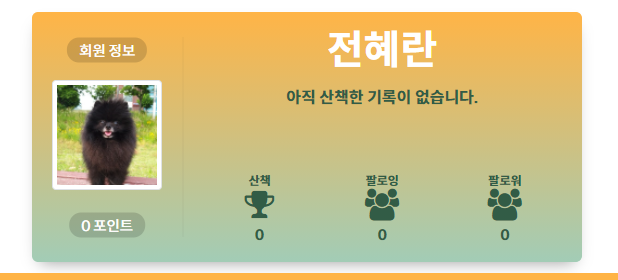 회원 정보
전혜란
아직 산책한 기록이 없습니다.
산책
팔로잉
팔로워
0
0
0
0 포인트